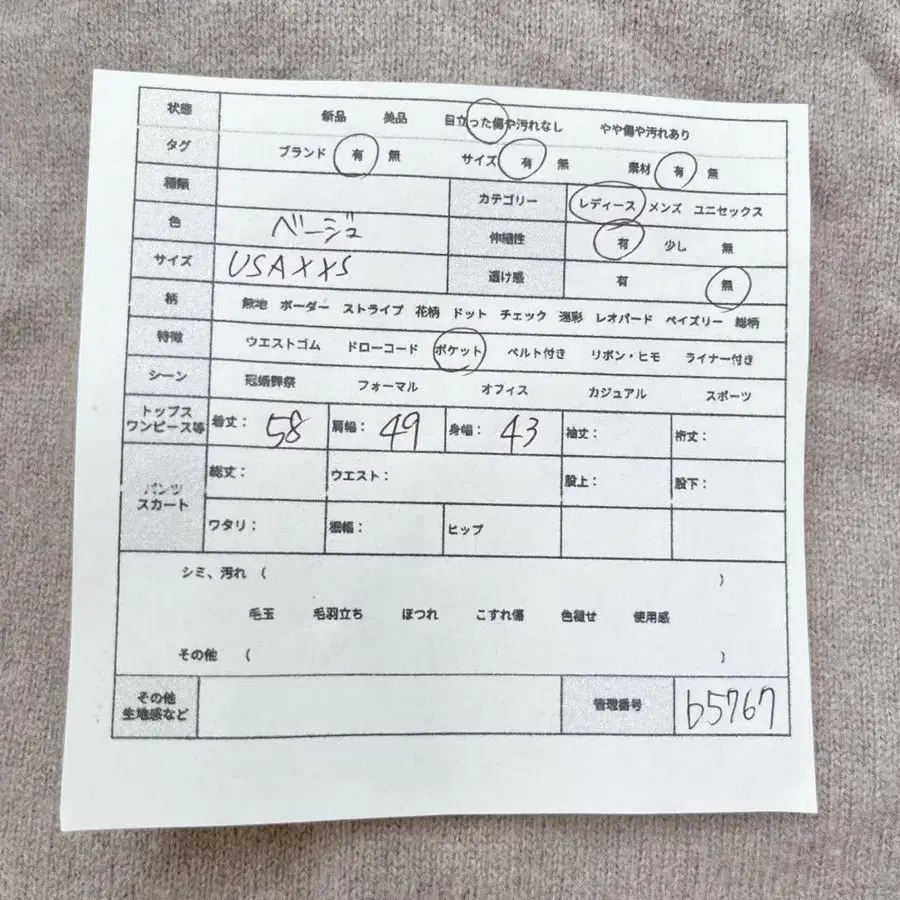 状態 新品 美品 目立った傷や汚れなし やや傷や汚れあり
タグ ブランド 有 無 サイズ 有 無 素材 有 無
種類 カテゴリー レディース メンズ ユニセックス
色 ベージュ 伸縮性 有 少し 無
サイズ USAXXS 透け感 有 無
柄 無地 ボーダー ストライプ 花柄 ドット チェック 迷彩 レオパード ペイズリー 総柄
特徴 ウエストゴム ドローコード ポケット ベルト付き リボン・ヒモ ライナー付き
シーン 冠婚葬祭 フォーマル オフィス カジュアル スポーツ
トップス
ワンピース等 着丈： 58 肩幅： 49 身幅： 43 袖丈： 裄丈：
パンツ
スカート
総丈： ウエスト： 股上： 股下：
ワタリ： 裾幅： ヒップ
シミ、汚れ （ ）
毛玉 毛羽立ち ほつれ こすれ傷 色褪せ 使用感
その他 （ ）
その他
生地感など
管理番号 b5767